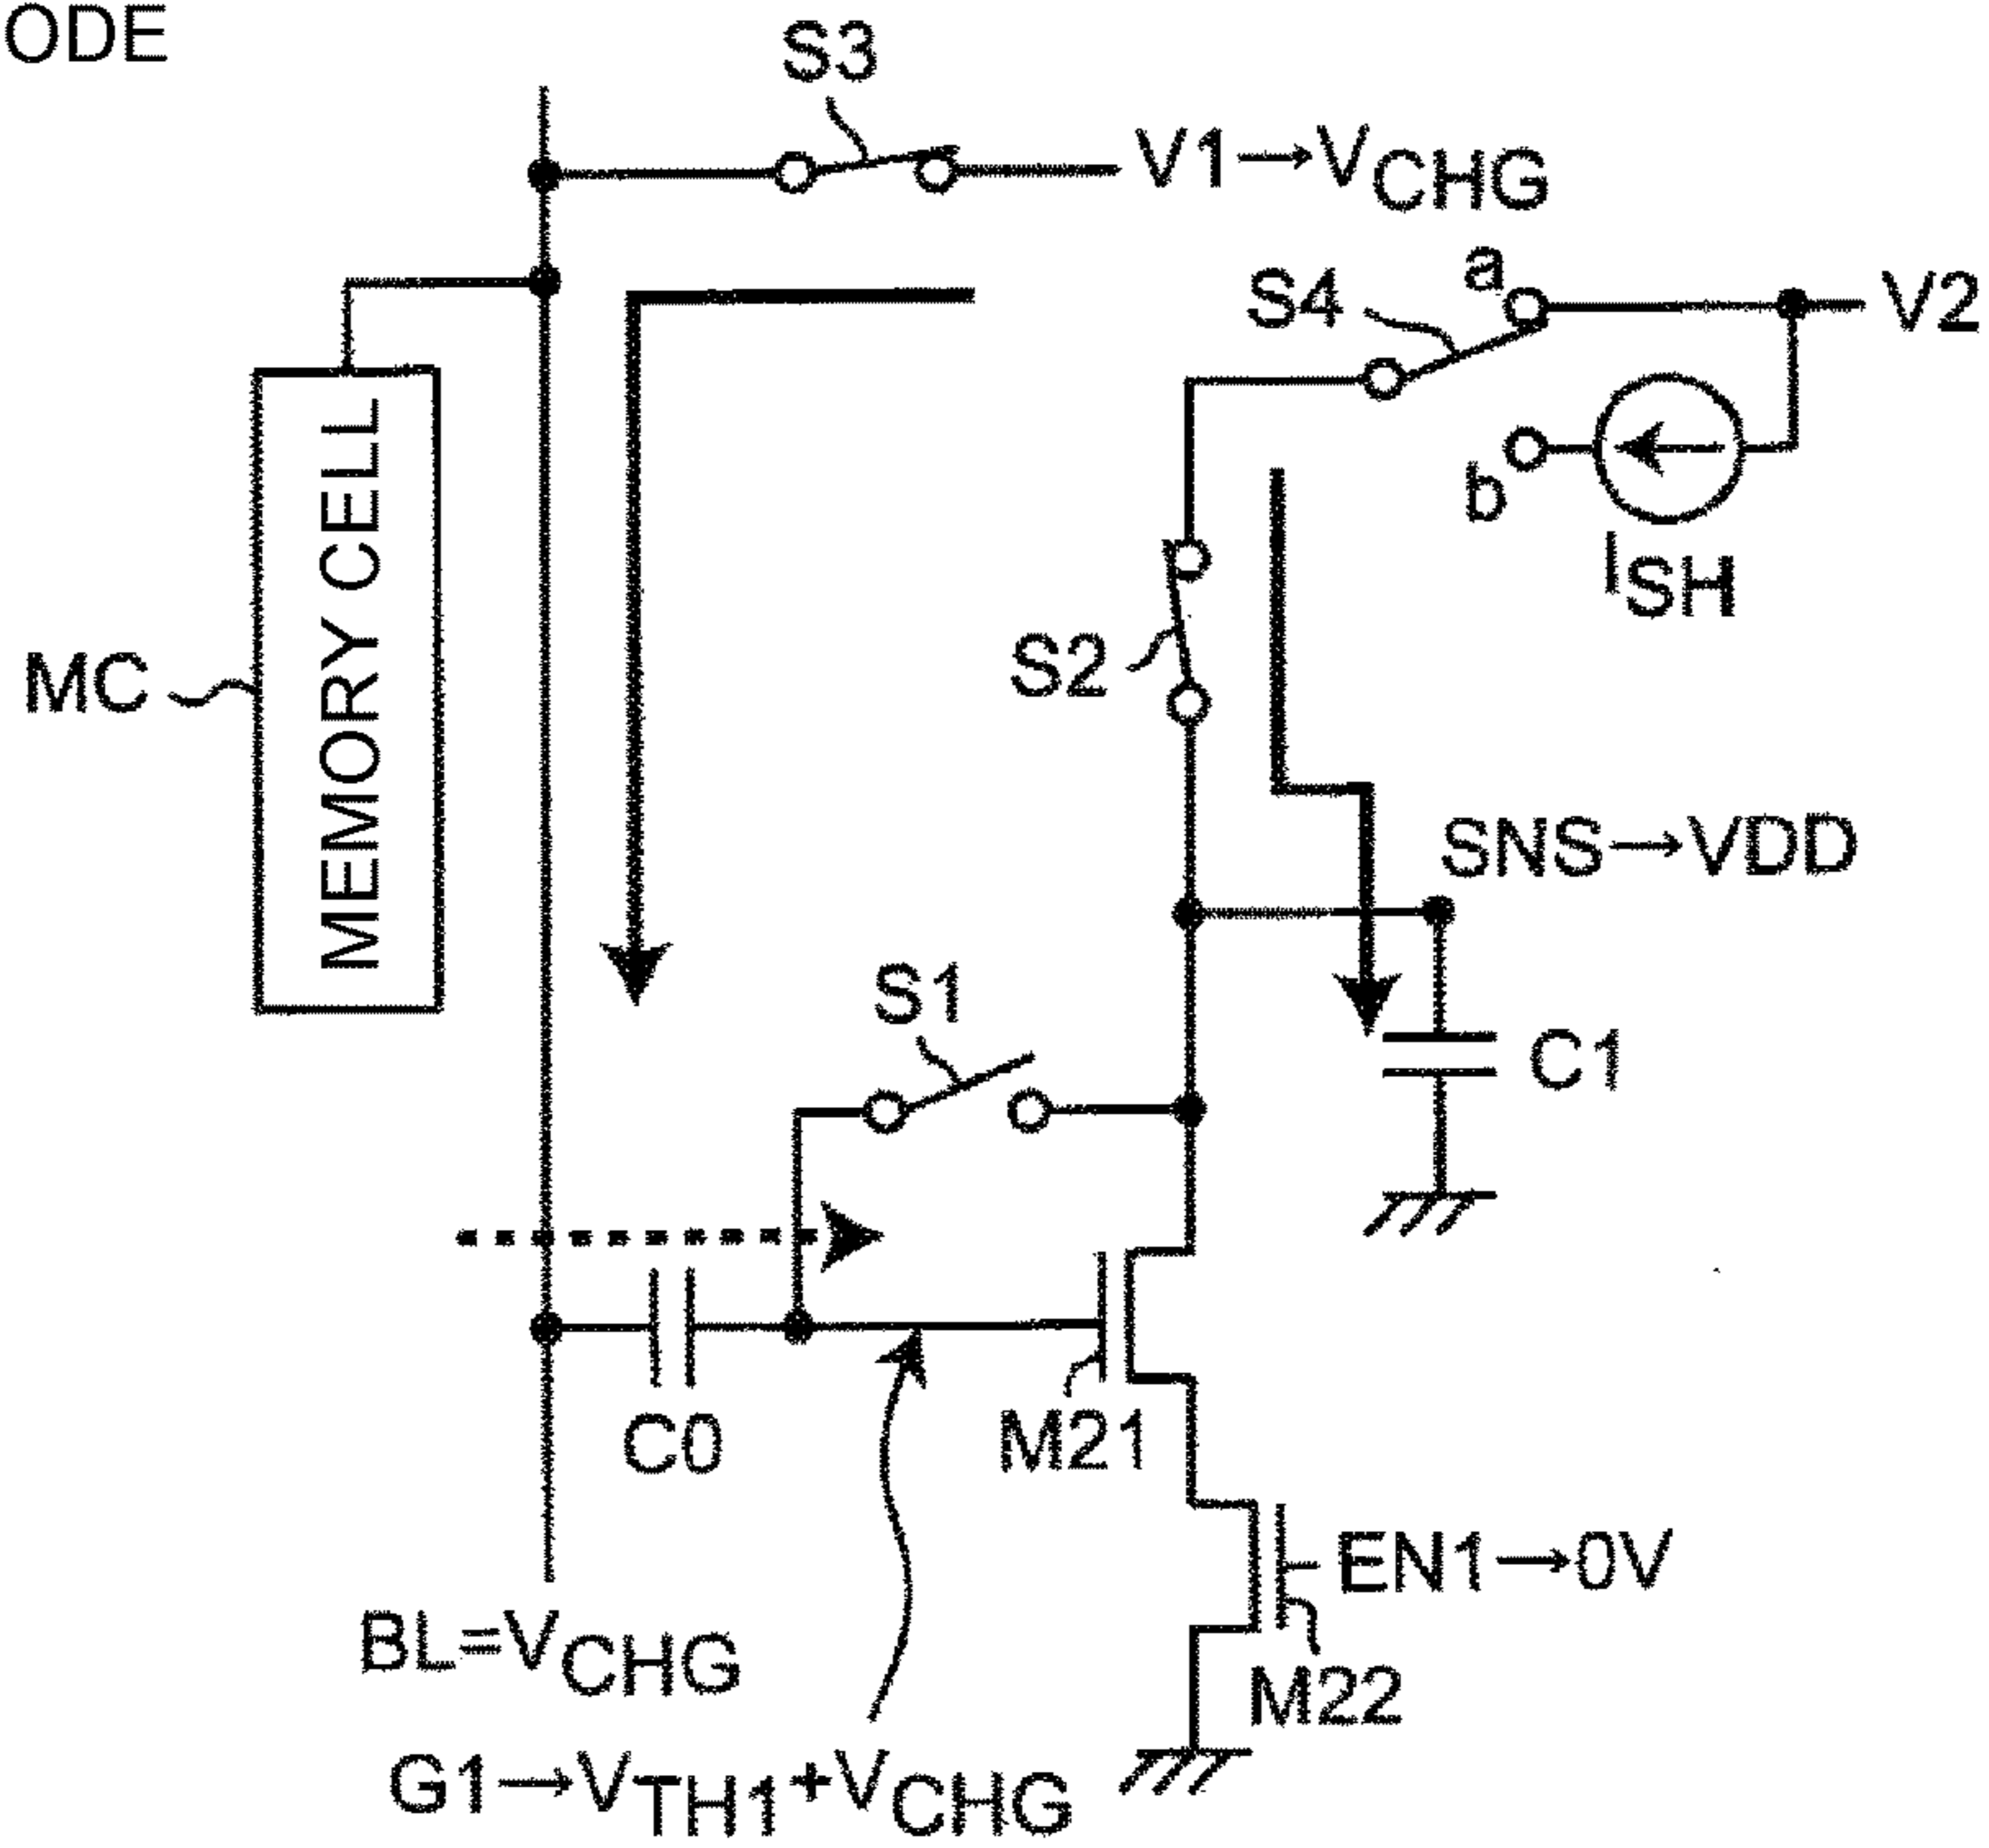 ODE
S3
V1→VCHG
a
S4
V2
b
ISH
MEMORY CELL
MC
S2
SNS→VDD
S1
C1
C0
M21
EN1→0V
BL=VCHG
M22
G1→VTH1+VCHG